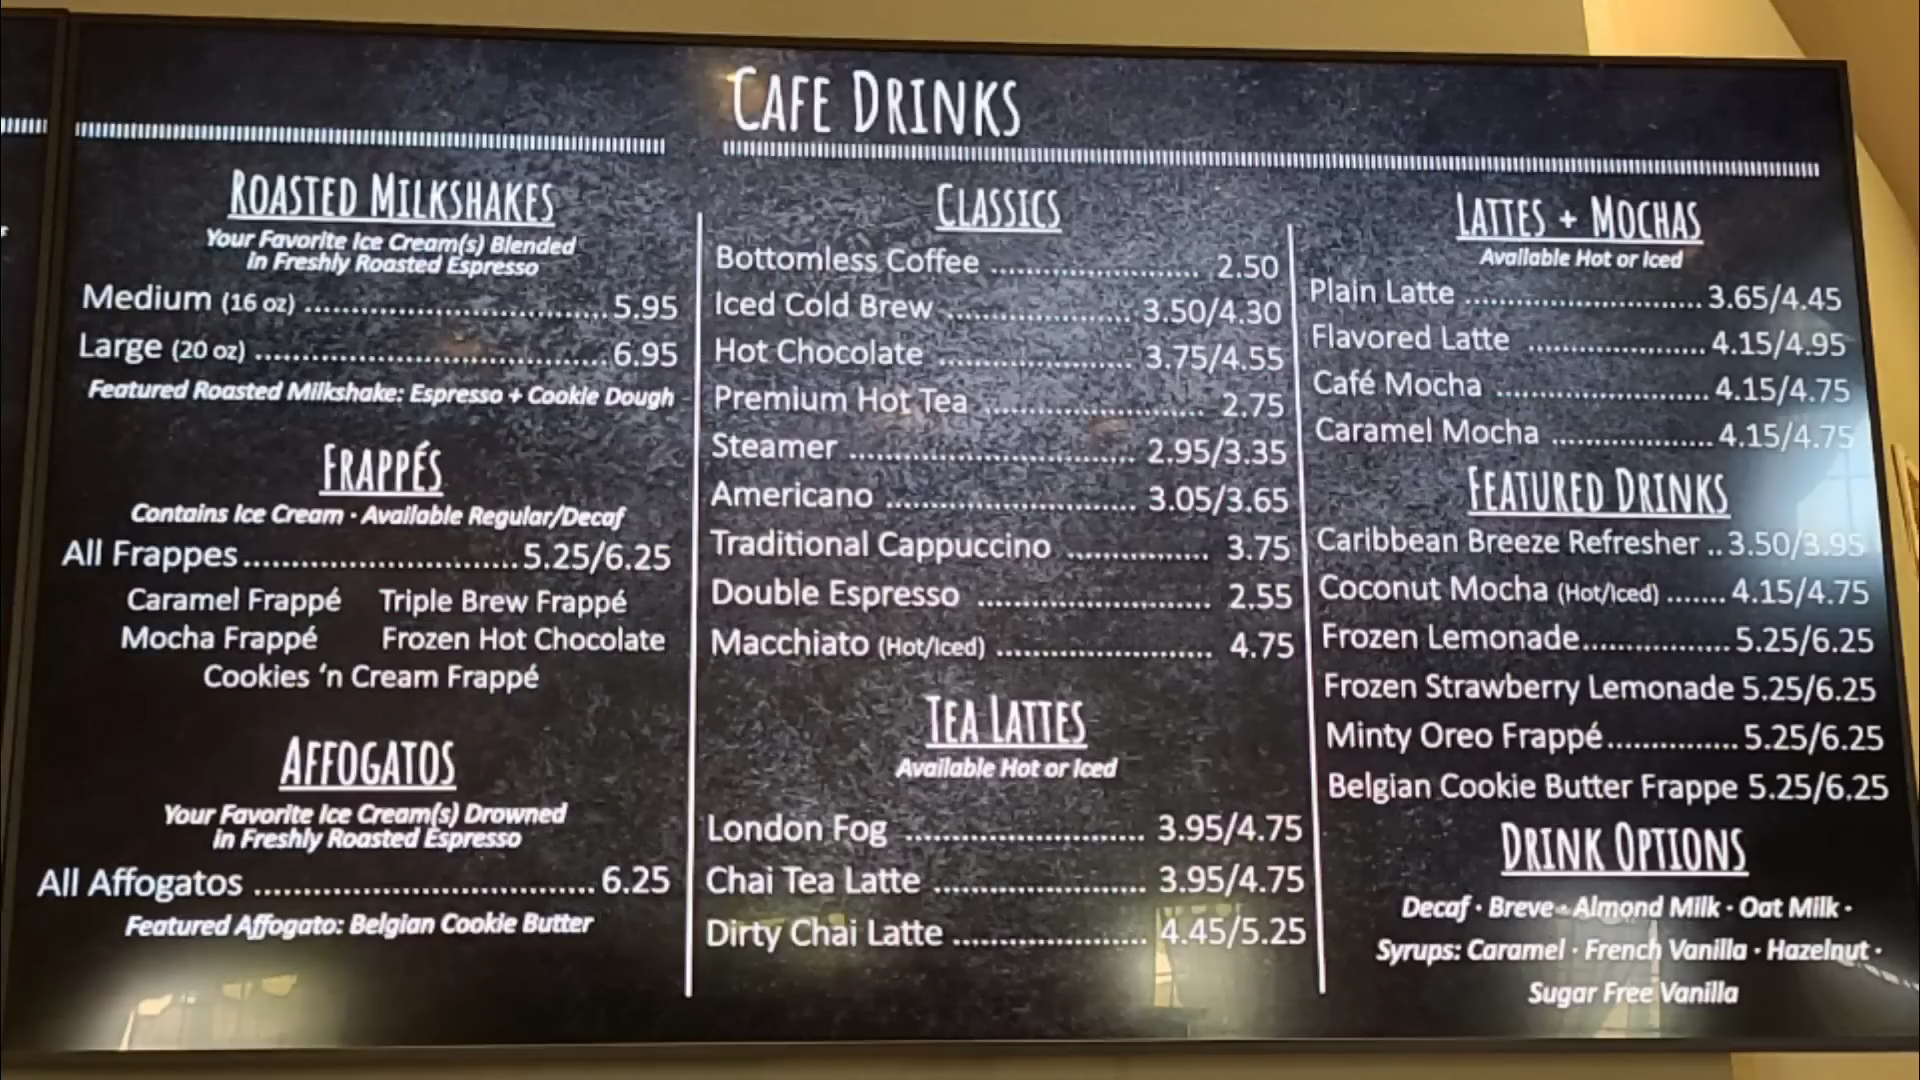 CAFE DRINKS
ROASTED MILKSHAKES
Your Favorite Ice Cream(s) Blended
in Freshly Roasted Espresso
Medium (16 oz) ........ 5.95
Large (20 oz) ........ 6.95
Featured Roasted Milkshake: Espresso + Cookie Dough
FRAPPÉS
Contains Ice Cream · Available Regular/Decaf
All Frappes ........ 5.25/6.25
Caramel Frappé Triple Brew Frappé
Mocha Frappé Frozen Hot Chocolate
Cookies ‘n Cream Frappé
AFFOGATOS
Your Favorite Ice Cream(s) Drowned
in Freshly Roasted Espresso
All Affogatos ........ 6.25
Featured Affogato: Belgian Cookie Butter
CLASSICS
Bottomless Coffee ........ 2.50
Iced Cold Brew ........ 3.50/4.30
Hot Chocolate ........ 3.75/4.55
Premium Hot Tea ........ 2.75
Steamer ........ 2.95/3.35
Americano ........ 3.05/3.65
Traditional Cappuccino ........ 3.75
Double Espresso ........ 2.55
Macchiato (Hot/Iced) ........ 4.75
TEA LATTES
Available Hot or Iced
London Fog ........ 3.95/4.75
Chai Tea Latte ........ 3.95/4.75
Dirty Chai Latte ........ 4.45/5.25
LATTES + MOCHAS
Available Hot or Iced
Plain Latte ........ 3.65/4.45
Flavored Latte ........ 4.15/4.95
Café Mocha ........ 4.15/4.75
Caramel Mocha ........ 4.15/4.75
FEATURED DRINKS
Caribbean Breeze Refresher .. 3.50/3.95
Coconut Mocha (Hot/Iced) ....... 4.15/4.75
Frozen Lemonade ........ 5.25/6.25
Frozen Strawberry Lemonade 5.25/6.25
Minty Oreo Frappé ........ 5.25/6.25
Belgian Cookie Butter Frappe 5.25/6.25
DRINK OPTIONS
Decaf · Breve · Almond Milk · Oat Milk ·
Syrups: Caramel · French Vanilla · Hazelnut ·
Sugar Free Vanilla